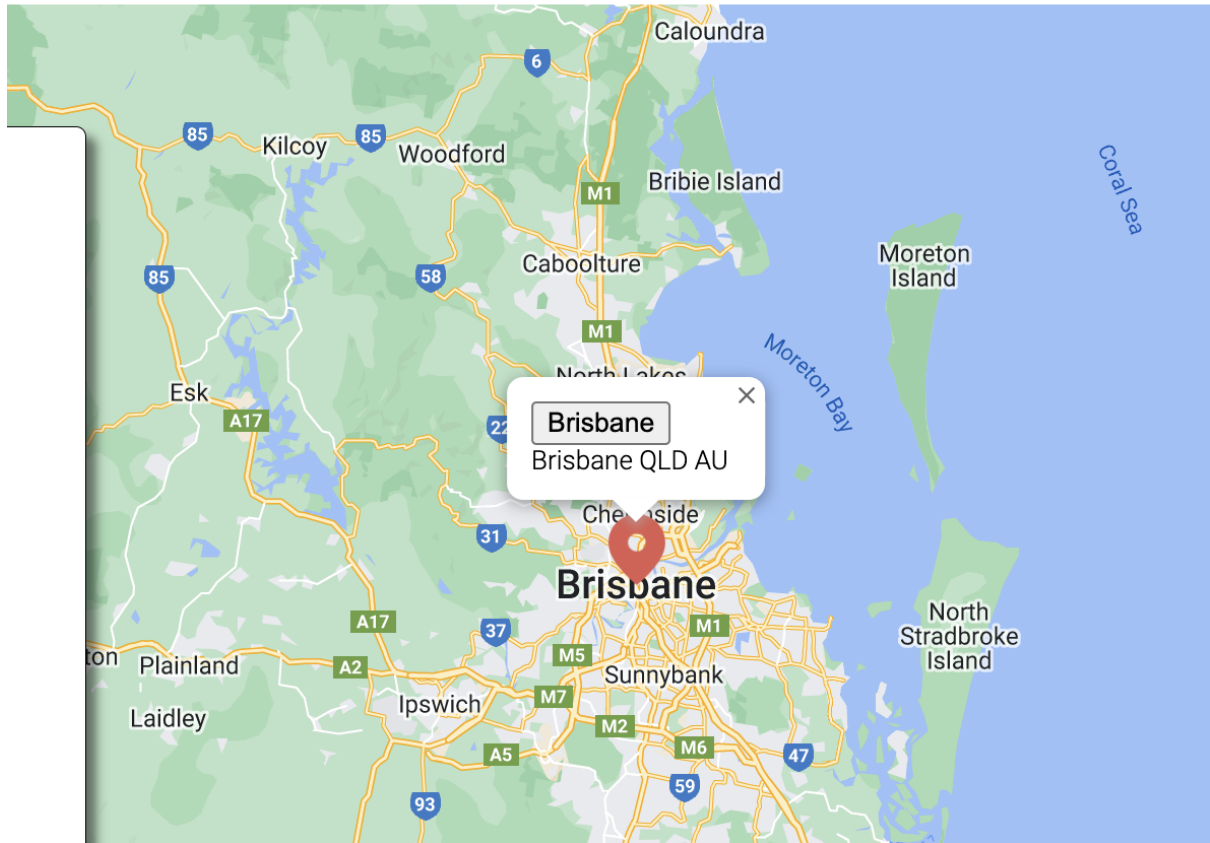 Caloundra
6
85
Kilcoy
85
Woodford
Bribie Island
M1
Coral Sea
Caboolture
Moreton
Island
85
58
M1
Moreton Bay
North Lakes
Esk
A17
22
Brisbane
Brisbane QLD AU
31
Brisbane
A17
37
M1
North
Stradbroke
Island
M5
Plainland
A2
Sunnybank
Ipswich
M7
Laidley
M2
M6
A5
47
59
93